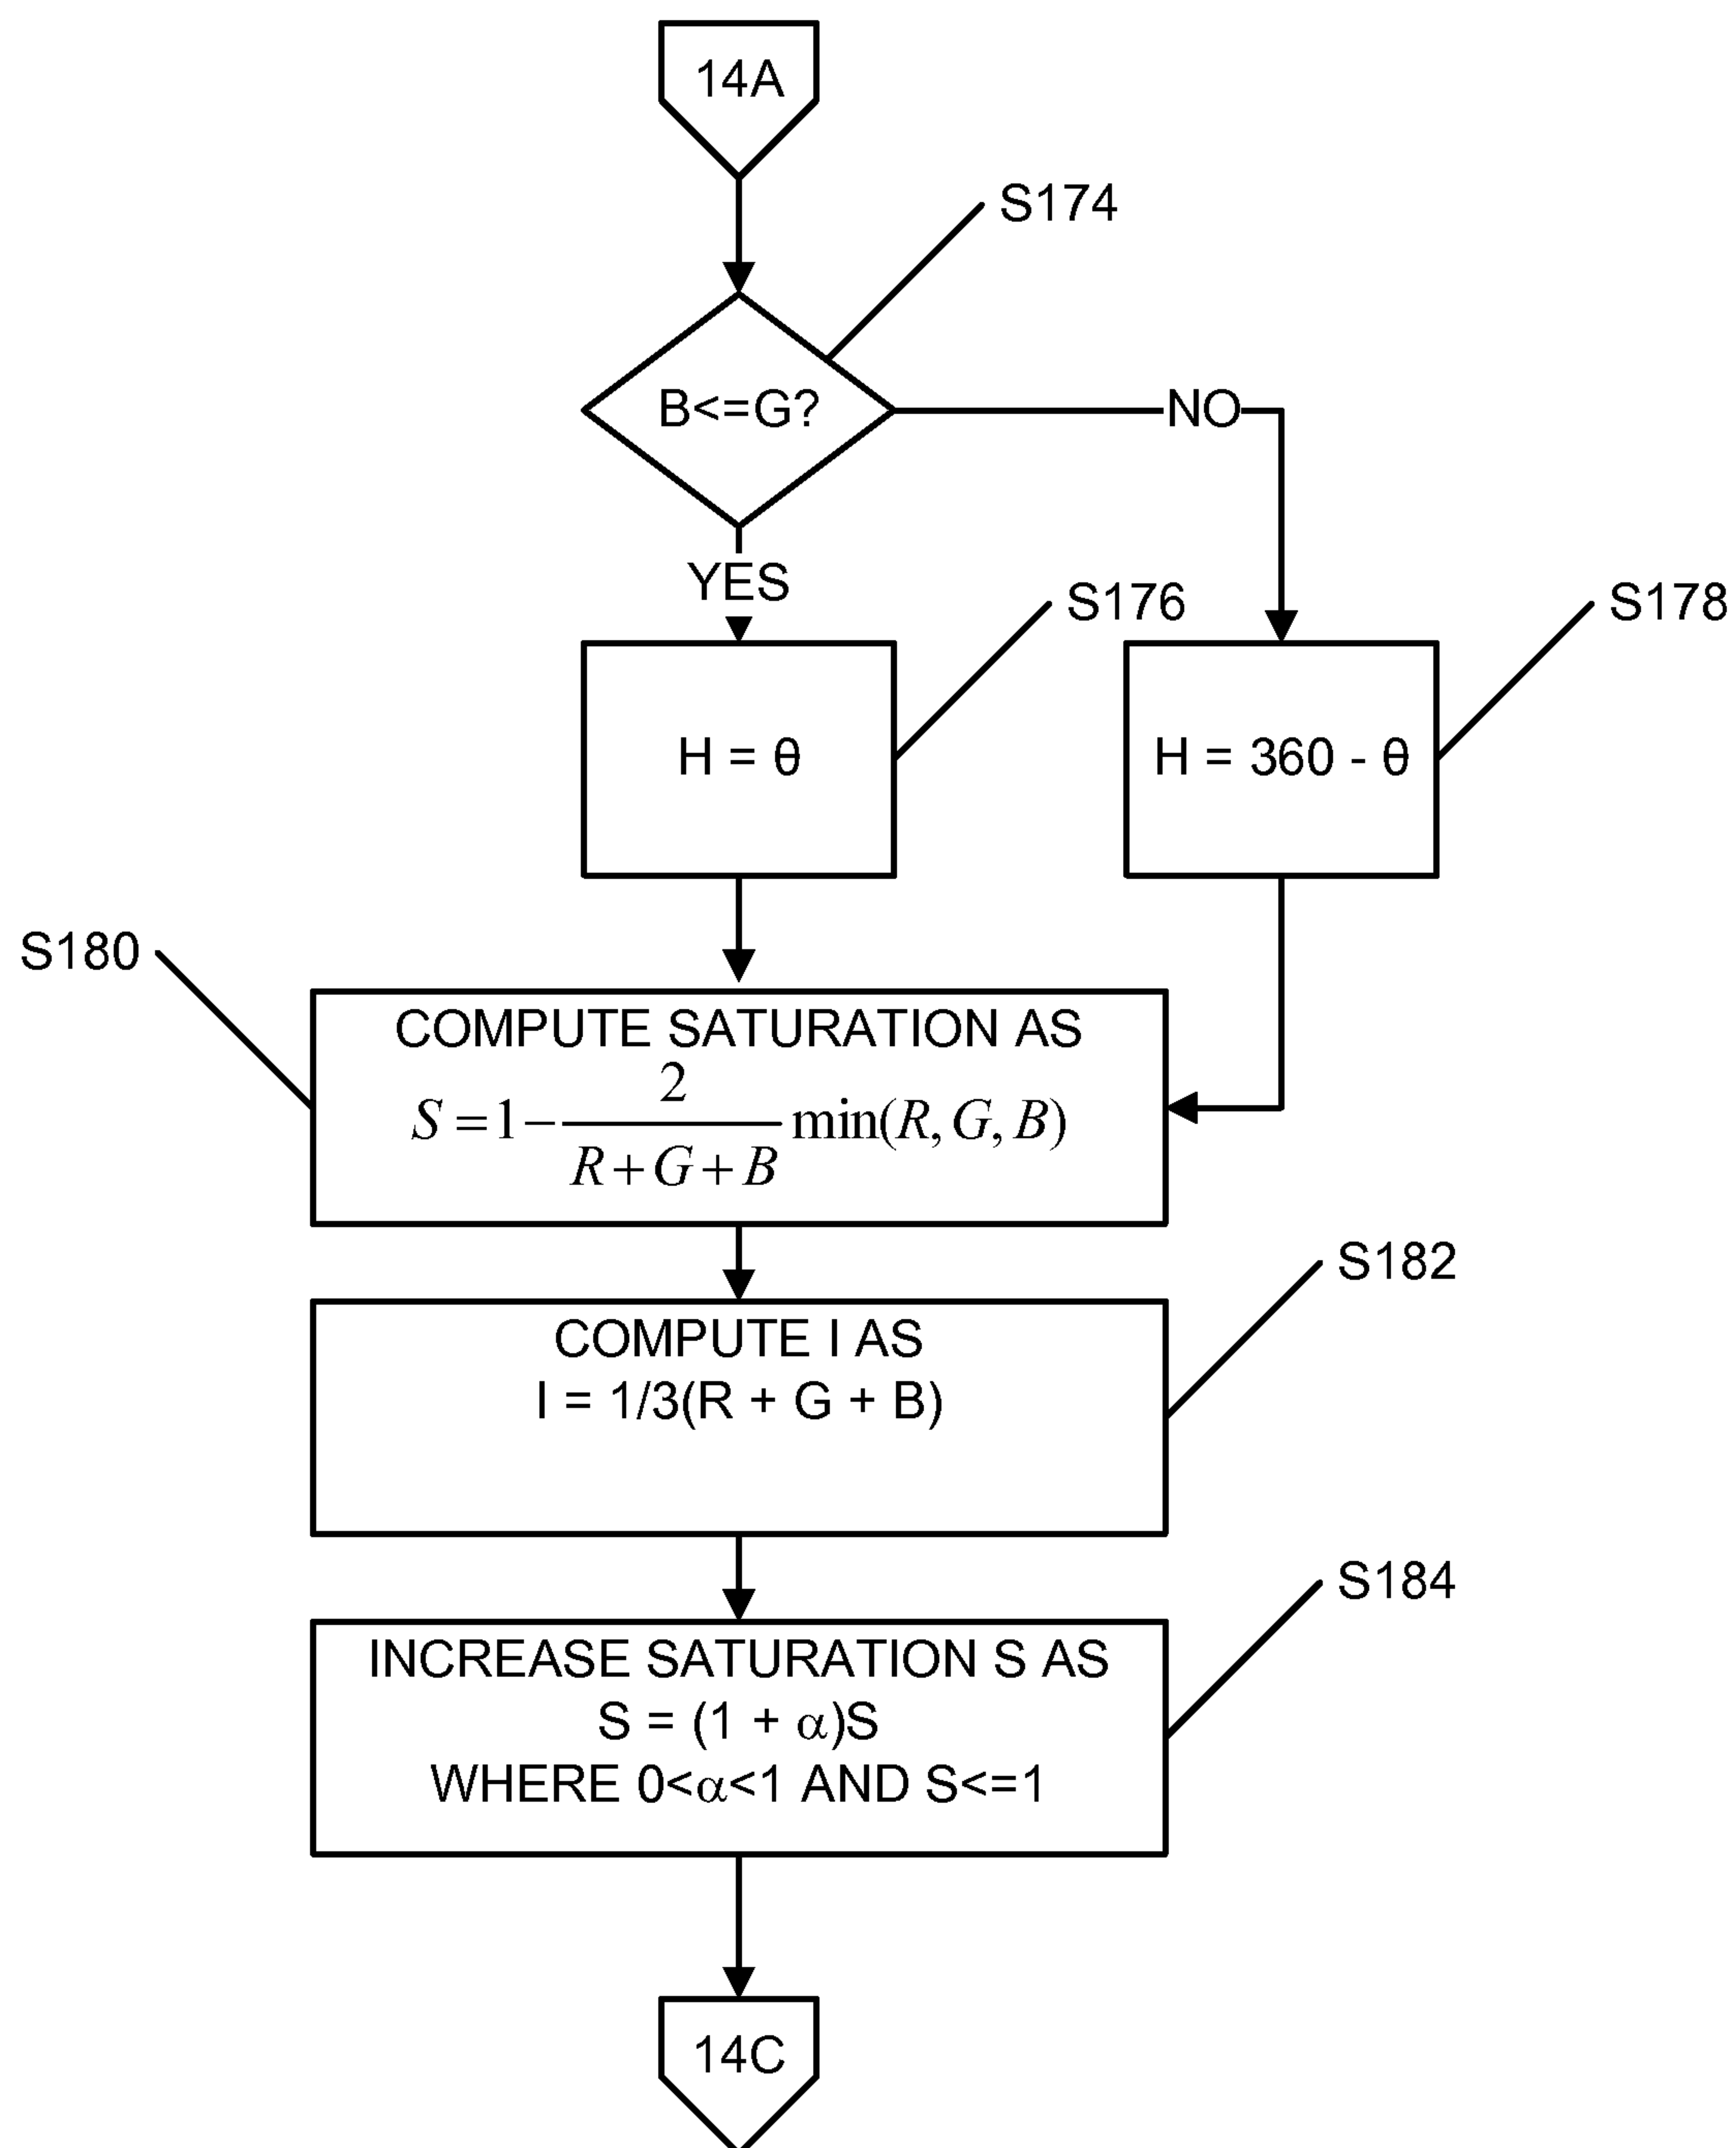 14A
S174
B<=G?
NO
YES
S176
S178
H = θ
H = 360 - θ
S180
COMPUTE SATURATION AS
S = 1 - 2 / (R + G + B) min(R, G, B)
S182
COMPUTE I AS
I = 1/3(R + G + B)
S184
INCREASE SATURATION S AS
S = (1 + α)S
WHERE 0<α<1 AND S<=1
14C